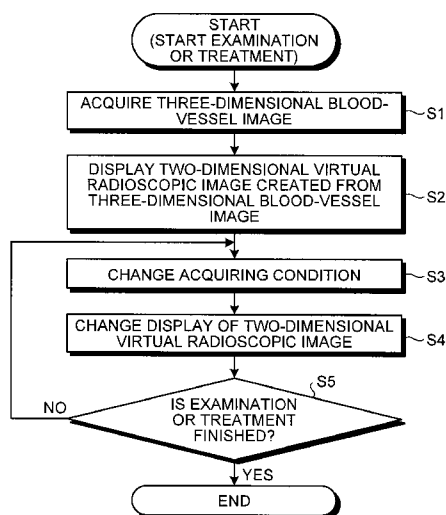 START
(START EXAMINATION
OR TREATMENT)
ACQUIRE THREE-DIMENSIONAL BLOOD-
VESSEL IMAGE
S1
DISPLAY TWO-DIMENSIONAL VIRTUAL
RADIOSCOPIC IMAGE CREATED FROM
THREE-DIMENSIONAL BLOOD-VESSEL
IMAGE
S2
CHANGE ACQUIRING CONDITION
S3
CHANGE DISPLAY OF TWO-DIMENSIONAL
VIRTUAL RADIOSCOPIC IMAGE
S4
S5
IS EXAMINATION
OR TREATMENT
FINISHED?
NO
YES
END